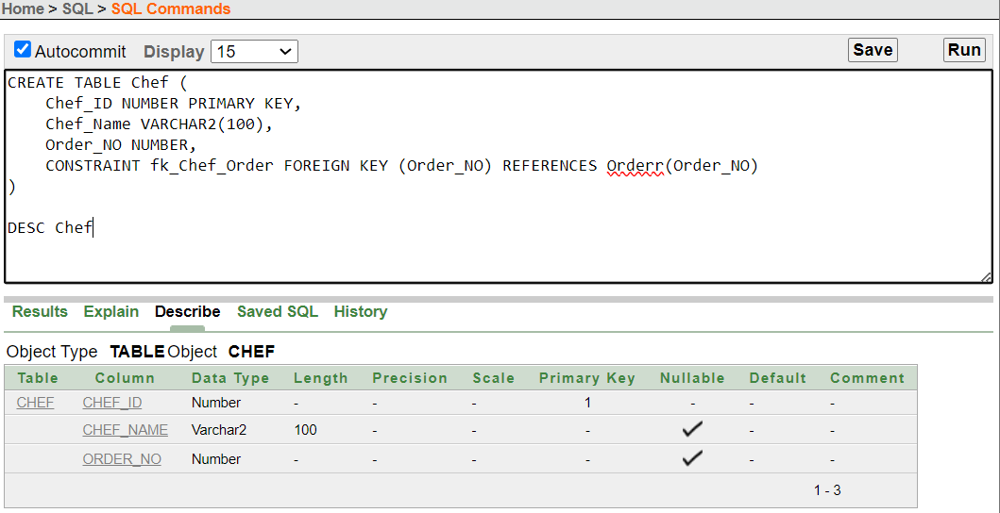 Home > SQL > SQL Commands
Autocommit Display 15 Save Run
CREATE TABLE Chef (
    Chef_ID NUMBER PRIMARY KEY,
    Chef_Name VARCHAR2(100),
    Order_NO NUMBER,
    CONSTRAINT fk_Chef_Order FOREIGN KEY (Order_NO) REFERENCES Orderr(Order_NO)
)
DESC Chef
Results Explain Describe Saved SQL History
Object Type TABLE Object CHEF
Table Column Data Type Length Precision Scale Primary Key Nullable Default Comment
CHEF CHEF_ID Number - - - 1 - - -
CHEF_NAME Varchar2 100 - - - ✓ - -
ORDER_NO Number - - - - ✓ - -
1 - 3